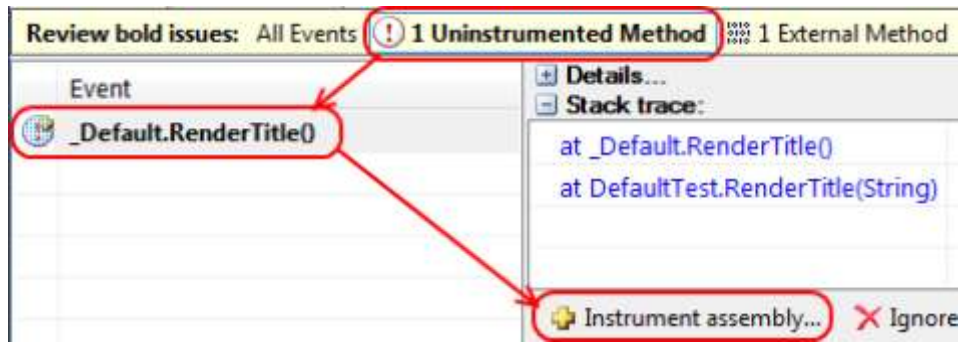 Review bold issues: All Events 1 Uninstrumented Method 1 External Method
Event
_Default.RenderTitle()
Details...
Stack trace:
at _Default.RenderTitle()
at DefaultTest.RenderTitle(String)
Instrument assembly... Ignore